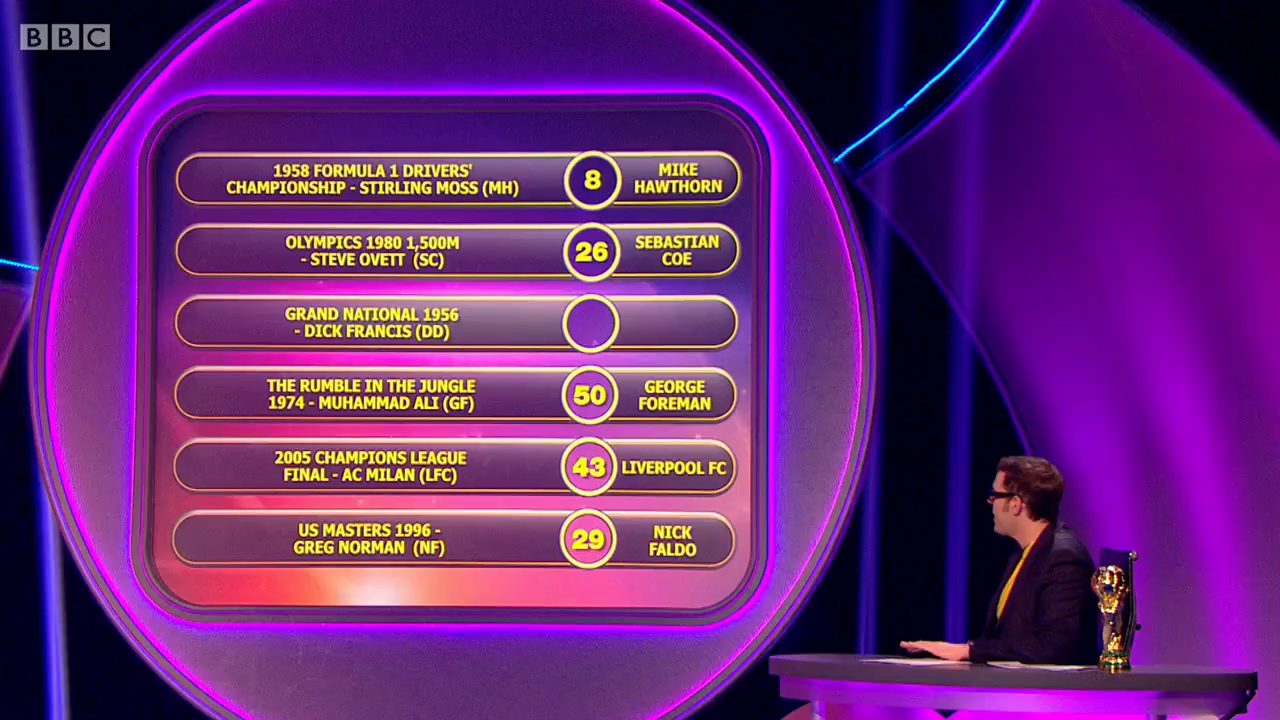 BBC
1958 FORMULA 1 DRIVERS'
CHAMPIONSHIP - STIRLING MOSS (MH)
8
MIKE
HAWTHORN
OLYMPICS 1980 1,500M
- STEVE OVETT (SC)
26
SEBASTIAN
COE
GRAND NATIONAL 1956
- DICK FRANCIS (DD)
THE RUMBLE IN THE JUNGLE
1974 - MUHAMMAD ALI (GF)
50
GEORGE
FOREMAN
2005 CHAMPIONS LEAGUE
FINAL - AC MILAN (LFC)
43
LIVERPOOL FC
US MASTERS 1996 -
GREG NORMAN (NF)
29
NICK
FALDO